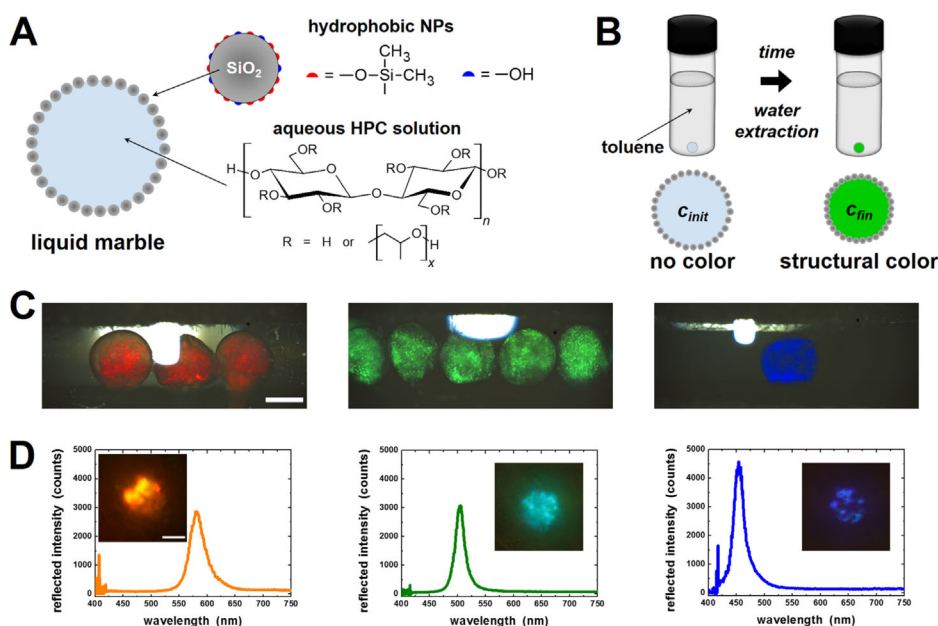 A
hydrophobic NPs
SiO2
CH3
—O—Si—CH3
CH3
—OH
aqueous HPC solution
liquid marble
OR
H
O
O
RO
OR
O
RO
OR
O
OR
OR
n
R = H or
O
H
x
B
time
water
extraction
toluene
cinit
cfin
no color
structural color
C
D
reflected intensity (counts)
5000
4000
3000
2000
1000
0
400 450 500 550 600 650 700 750
wavelength (nm)
reflected intensity (counts)
5000
4000
3000
2000
1000
0
400 450 500 550 600 650 700 750
wavelength (nm)
reflected intensity (counts)
5000
4000
3000
2000
1000
0
400 450 500 550 600 650 700 750
wavelength (nm)